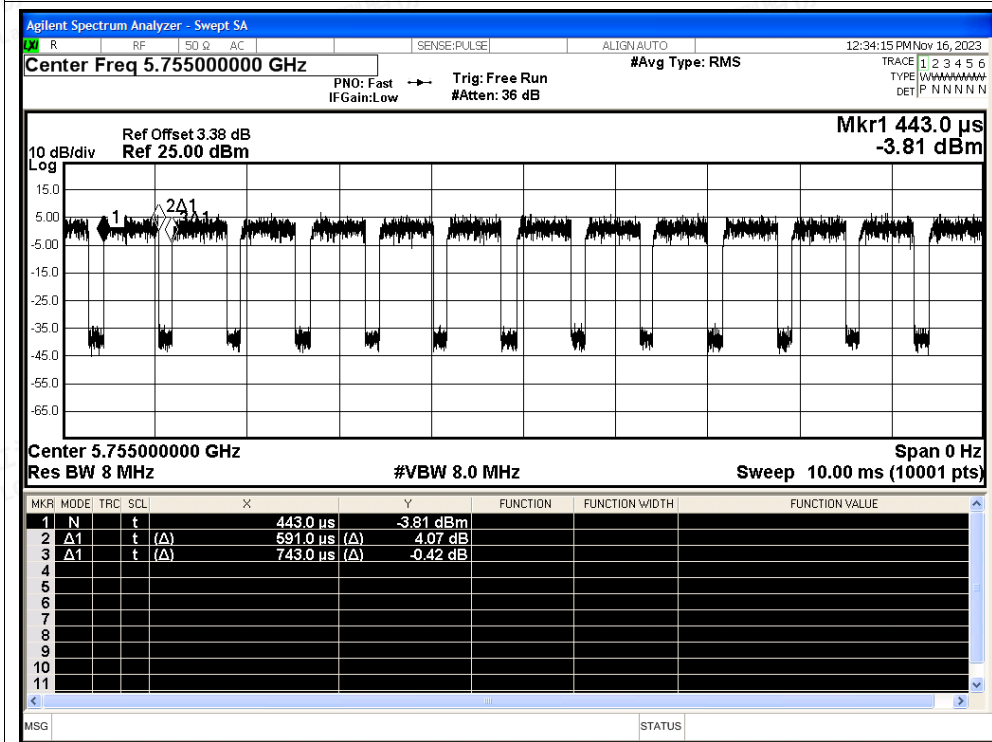 Agilent Spectrum Analyzer - Swept SA
LXI R RF 50 Ω AC SENSE:PULSE ALIGN AUTO 12:34:15 PM Nov 16, 2023
Center Freq 5.755000000 GHz #Avg Type: RMS TRACE 1 2 3 4 5 6
PNO: Fast Trig: Free Run TYPE WWWWWW
IFGain:Low #Atten: 36 dB DET P N N N N N
Mkr1 443.0 µs
-3.81 dBm
Ref Offset 3.38 dB
10 dB/div Ref 25.00 dBm
Log
15.0
5.00
-5.00
-15.0
-25.0
-35.0
-45.0
-55.0
-65.0
1
2Δ1
3Δ1
Center 5.755000000 GHz Span 0 Hz
Res BW 8 MHz #VBW 8.0 MHz Sweep 10.00 ms (10001 pts)
MKR MODE TRC SCL X Y FUNCTION FUNCTION WIDTH FUNCTION VALUE
1 N t 443.0 µs -3.81 dBm
2 Δ1 t (Δ) 591.0 µs (Δ) 4.07 dB
3 Δ1 t (Δ) 743.0 µs (Δ) -0.42 dB
4
5
6
7
8
9
10
11
MSG STATUS